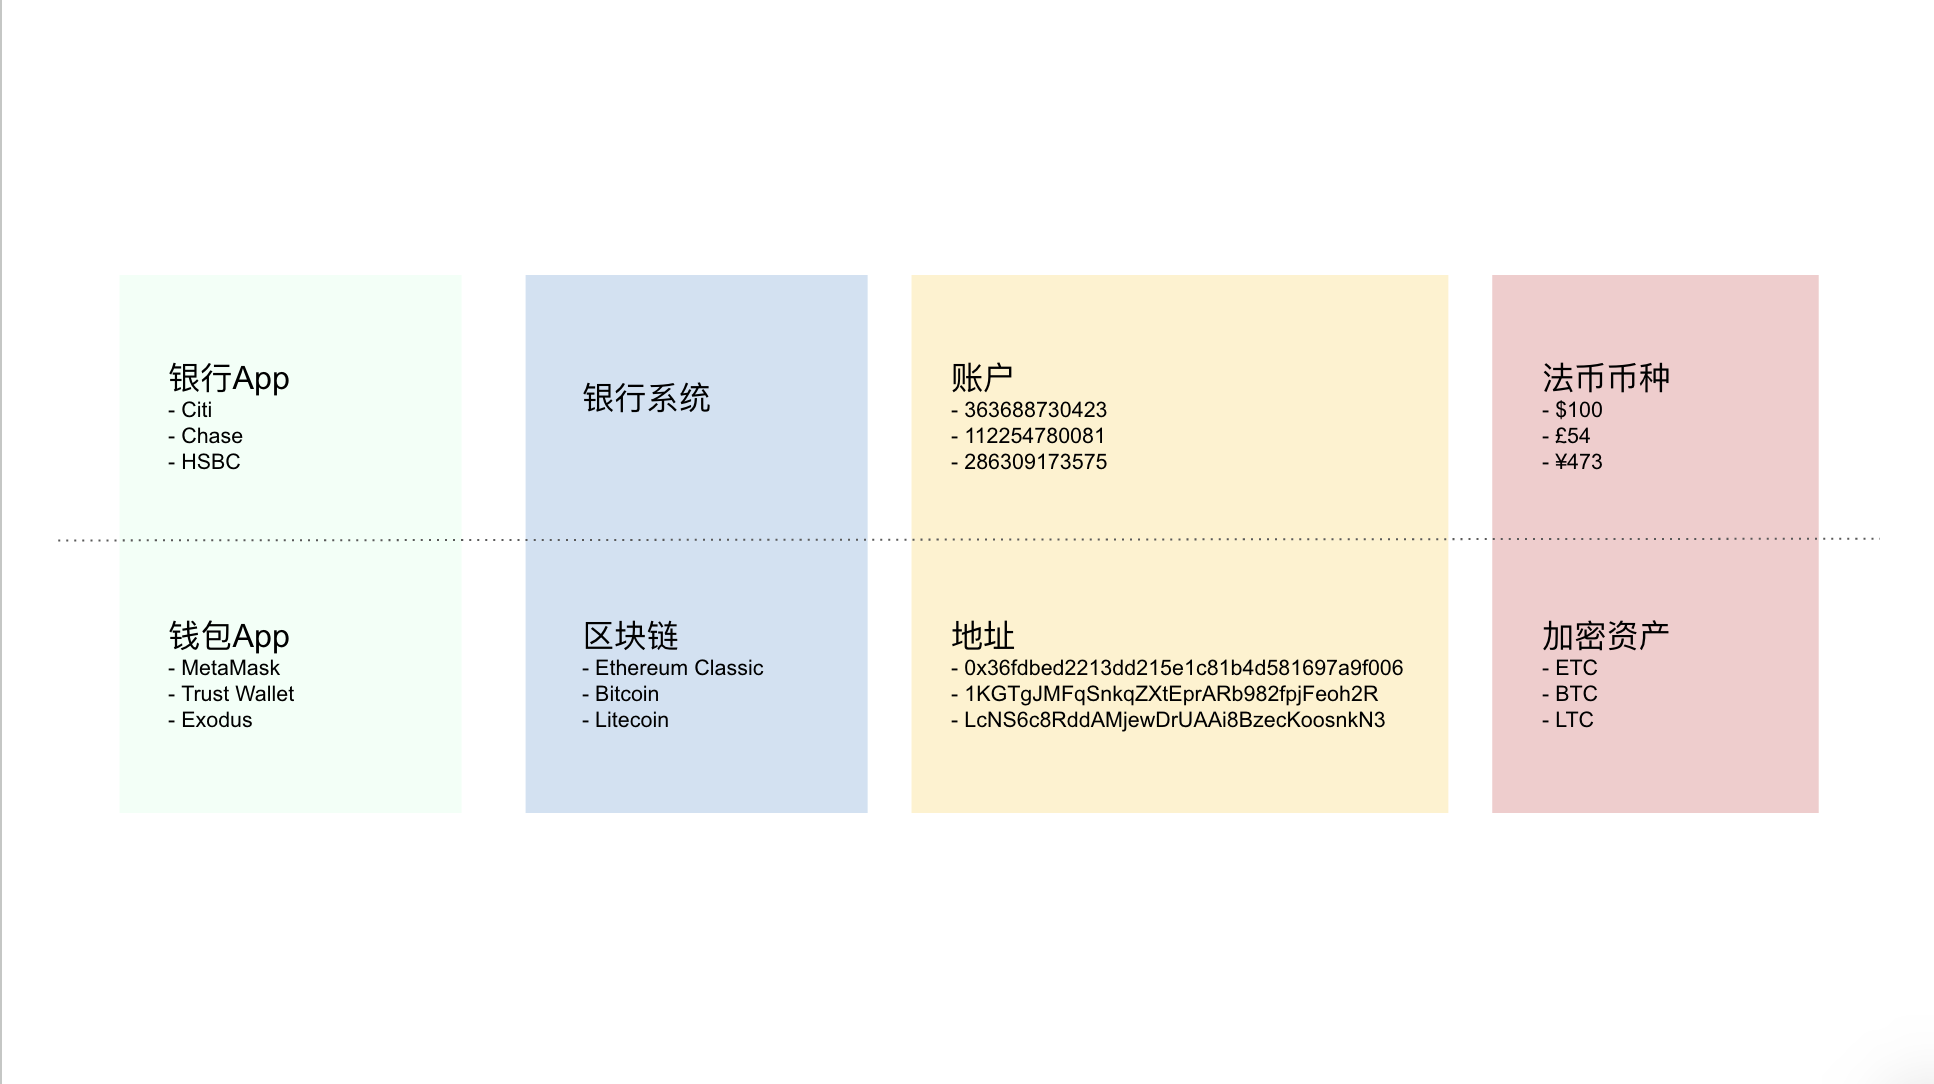 银行App
- Citi
- Chase
- HSBC
银行系统
账户
- 363688730423
- 112254780081
- 286309173575
法币币种
- $100
- £54
- ¥473
钱包App
- MetaMask
- Trust Wallet
- Exodus
区块链
- Ethereum Classic
- Bitcoin
- Litecoin
地址
- 0x36fdbed2213dd215e1c81b4d581697a9f006
- 1KGTgJMFqSnkqZXtEprARb982fpjFeoh2R
- LcNS6c8RddAMjewDrUAAi8BzecKoosnkN3
加密资产
- ETC
- BTC
- LTC